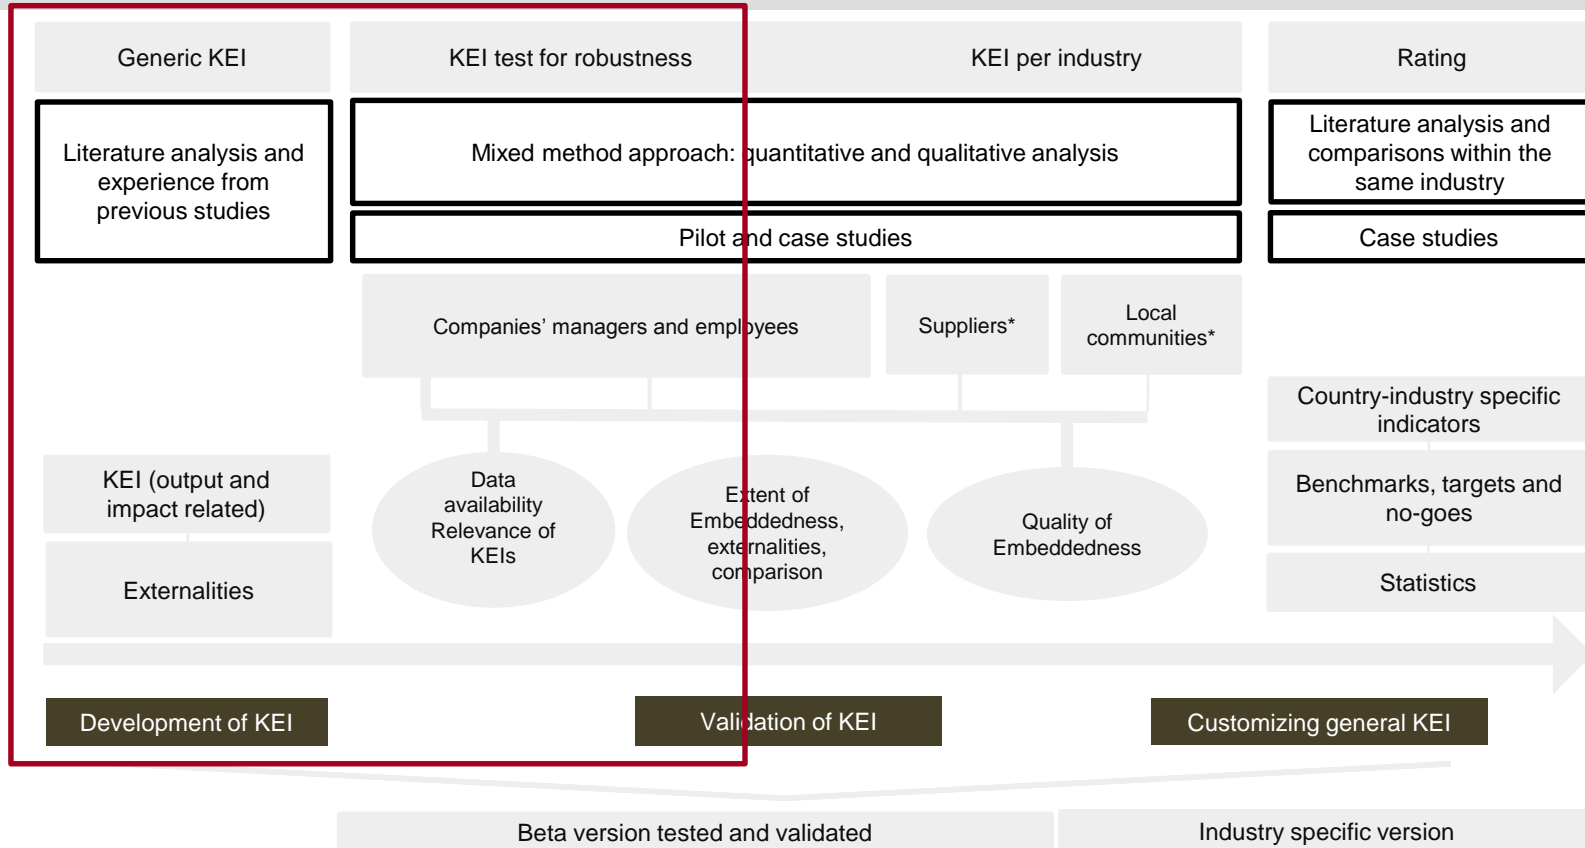 Generic KEI
KEI test for robustness
KEI per industry
Rating
Literature analysis and
experience from
previous studies
Mixed method approach: quantitative and qualitative analysis
Literature analysis and
comparisons within the
same industry
Pilot and case studies
Case studies
Companies’ managers and employees
Suppliers*
Local
communities*
Country-industry specific
indicators
KEI (output and
impact related)
Data
availability
Relevance of
KEIs
Extent of
Embeddedness,
externalities,
comparison
Quality of
Embeddedness
Benchmarks, targets and
no-goes
Externalities
Statistics
Development of KEI
Validation of KEI
Customizing general KEI
Beta version tested and validated
Industry specific version